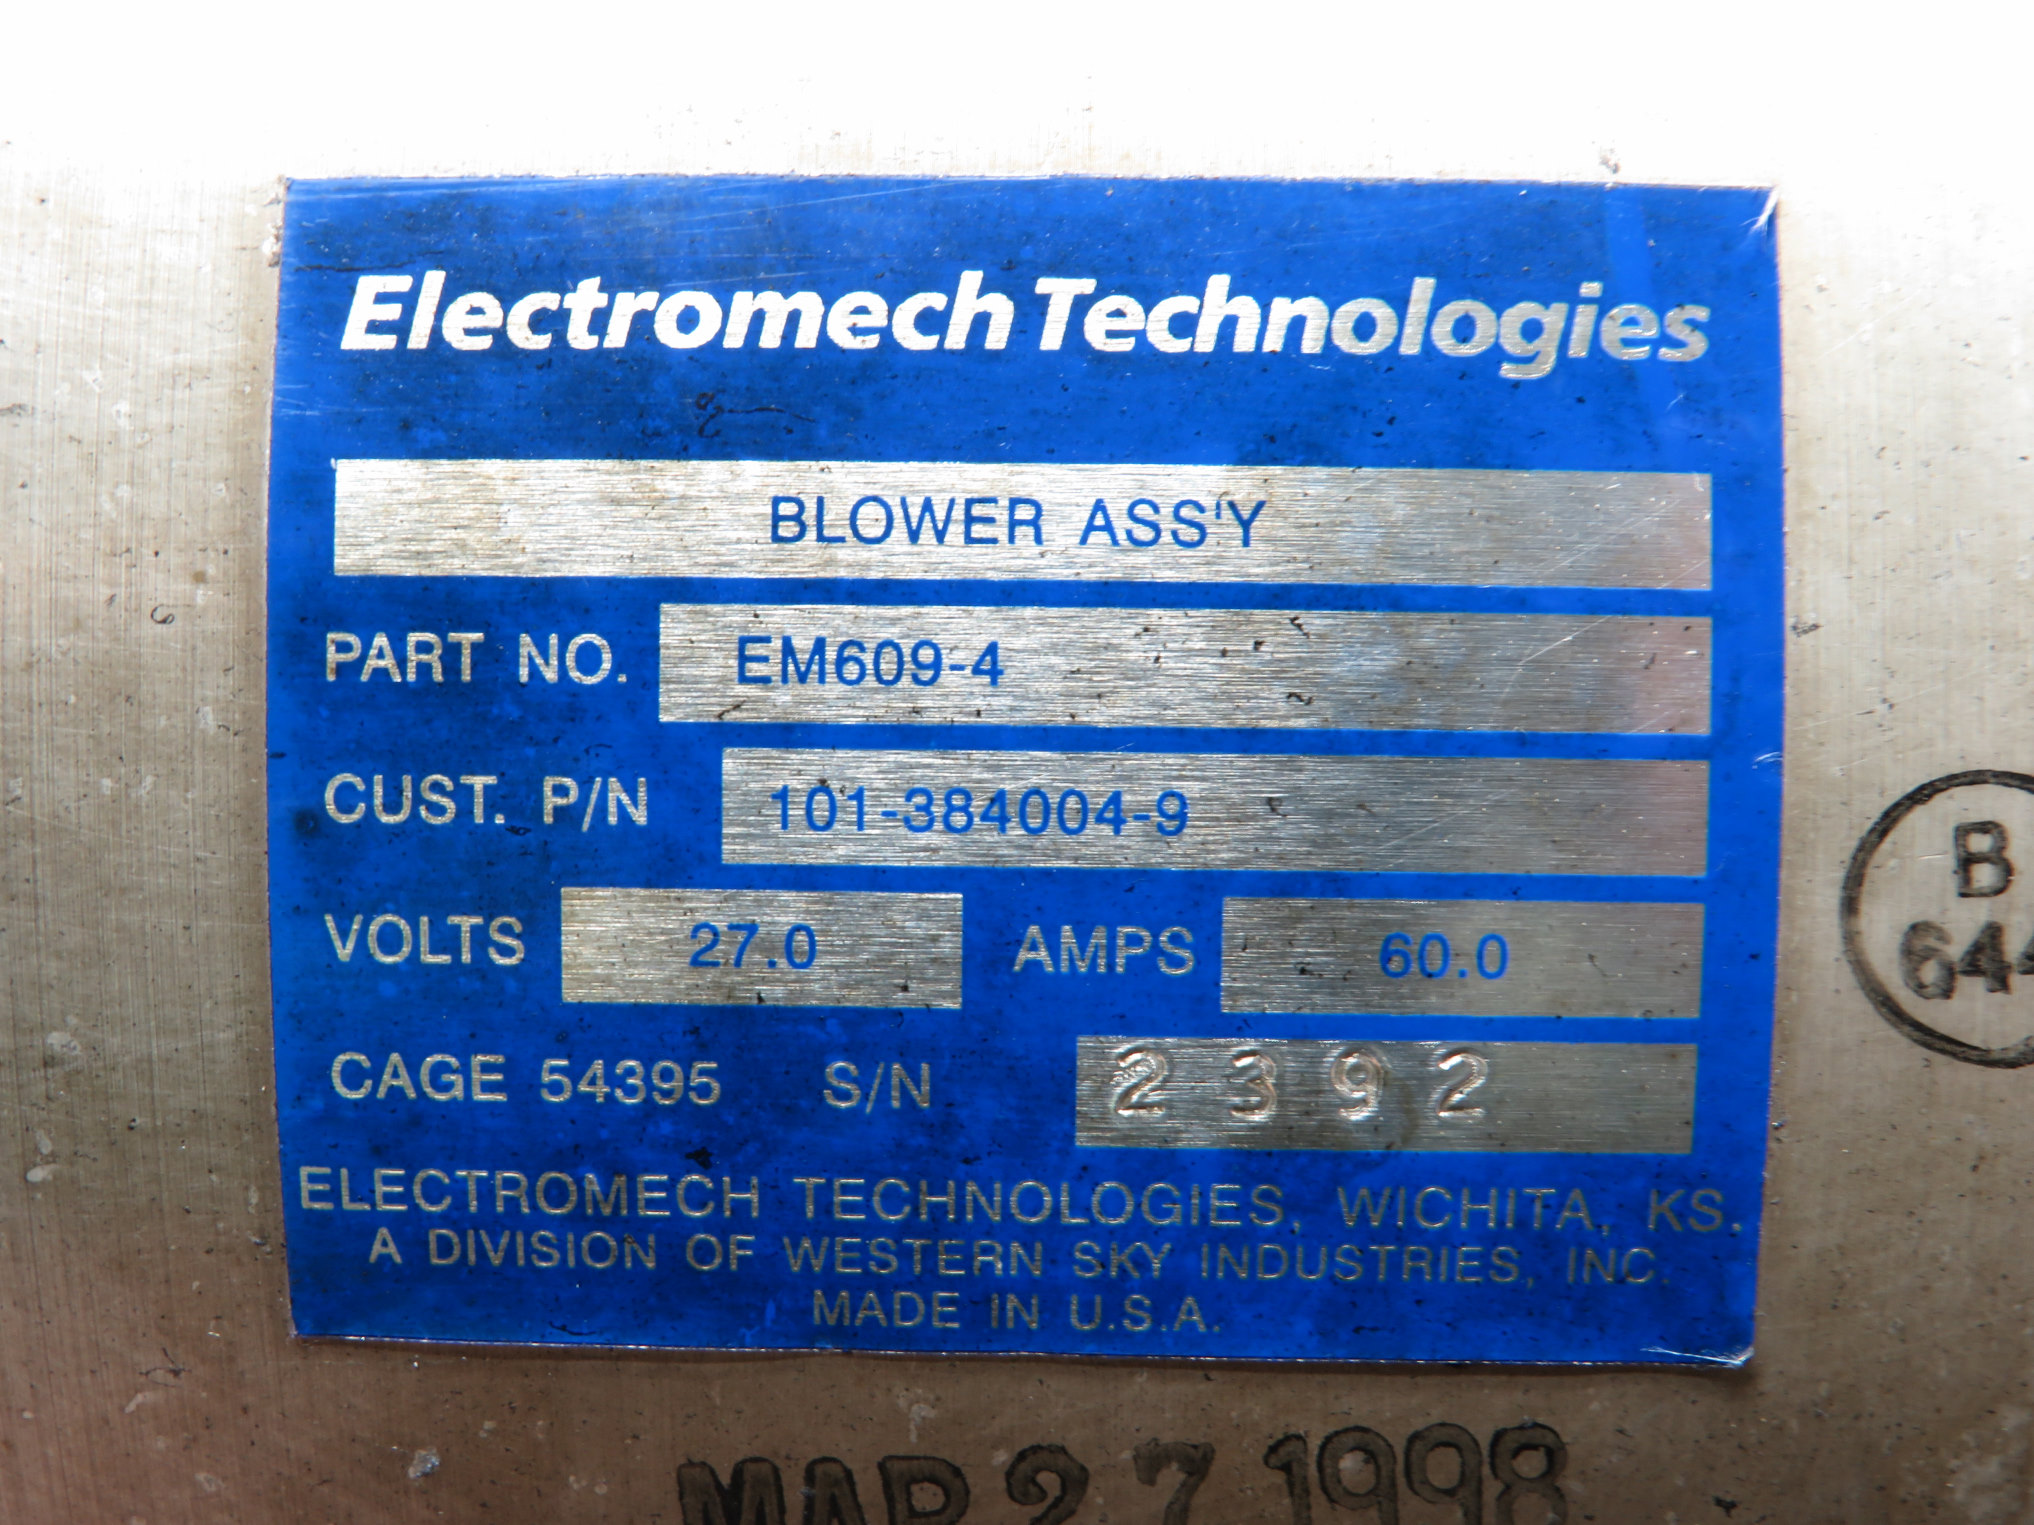 Electromech Technologies
BLOWER ASS'Y
PART NO. EM609-4
CUST. P/N 101-384004-9
VOLTS 27.0 AMPS 60.0
CAGE 54395 S/N 2392
ELECTROMECH TECHNOLOGIES, WICHITA, KS.
A DIVISION OF WESTERN SKY INDUSTRIES, INC.
MADE IN U.S.A.
B
MAR 27 1998